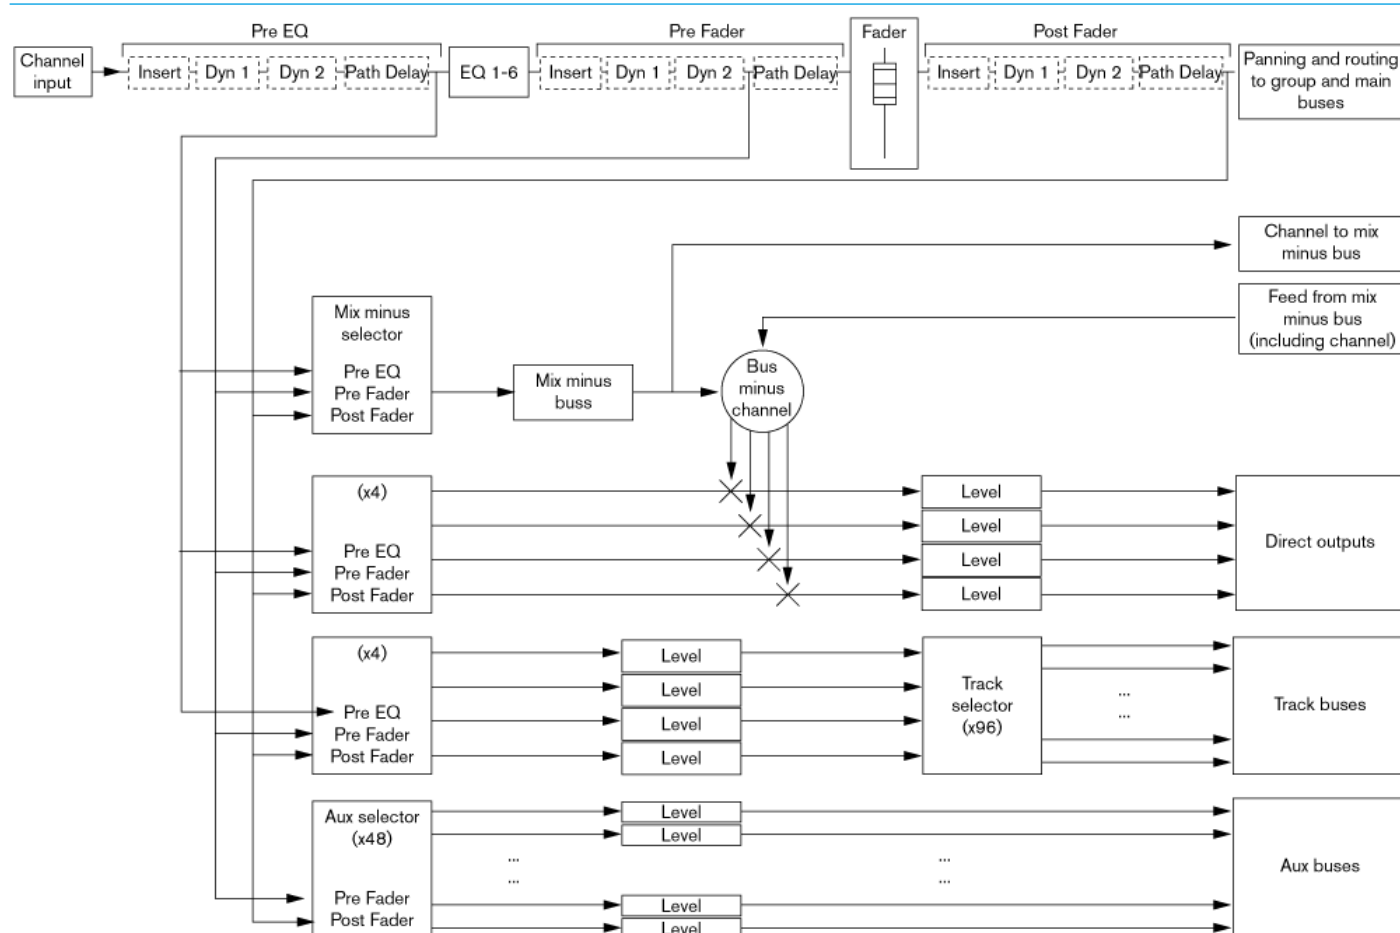 Pre EQ
Pre Fader
Fader
Post Fader
Channel
input
Insert
Dyn 1
Dyn 2
Path Delay
EQ 1-6
Insert
Dyn 1
Dyn 2
Path Delay
Insert
Dyn 1
Dyn 2
Path Delay
Panning and routing
to group and main
buses
Channel to mix
minus bus
Feed from mix
minus bus
(including channel)
Mix minus
selector
Pre EQ
Pre Fader
Post Fader
Mix minus
buss
Bus
minus
channel
(x4)
Pre EQ
Pre Fader
Post Fader
Level
Level
Level
Level
Direct outputs
(x4)
Pre EQ
Pre Fader
Post Fader
Level
Level
Level
Level
Track
selector
(x96)
...
...
Track buses
Aux selector
(x48)
Pre Fader
Post Fader
Level
Level
...
...
...
...
Level
Level
Aux buses